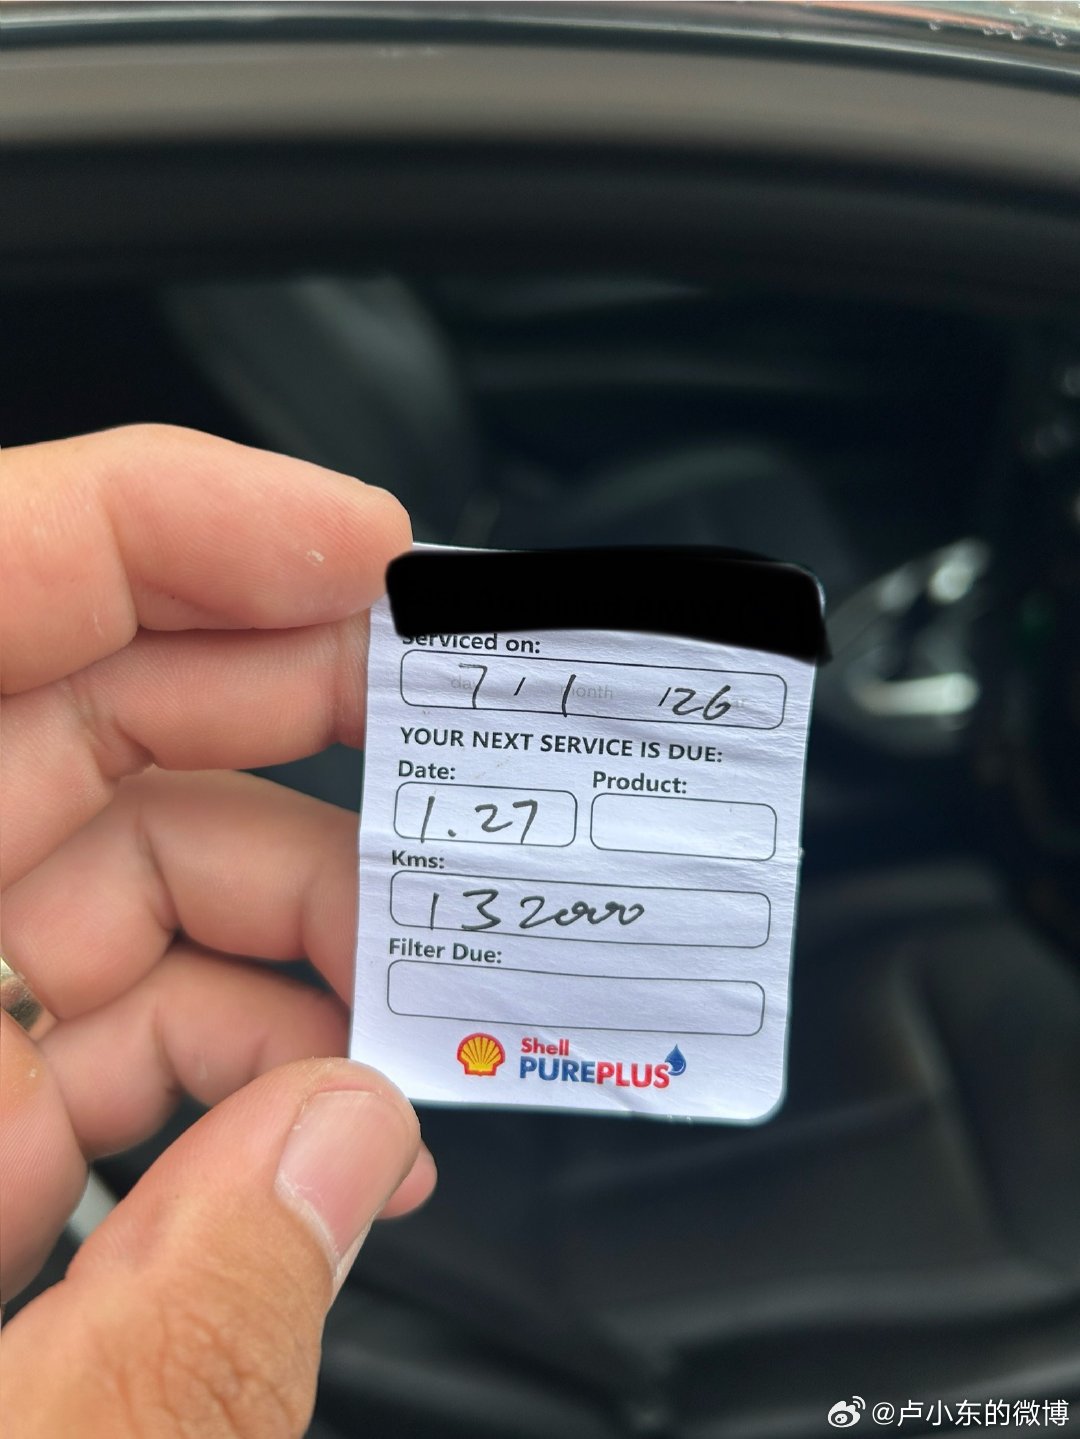 Serviced on:
7 / 1 / 26
YOUR NEXT SERVICE IS DUE:
Date: Product:
1.27
Kms:
132000
Filter Due:
Shell
PUREPLUS
@卢小东的微博